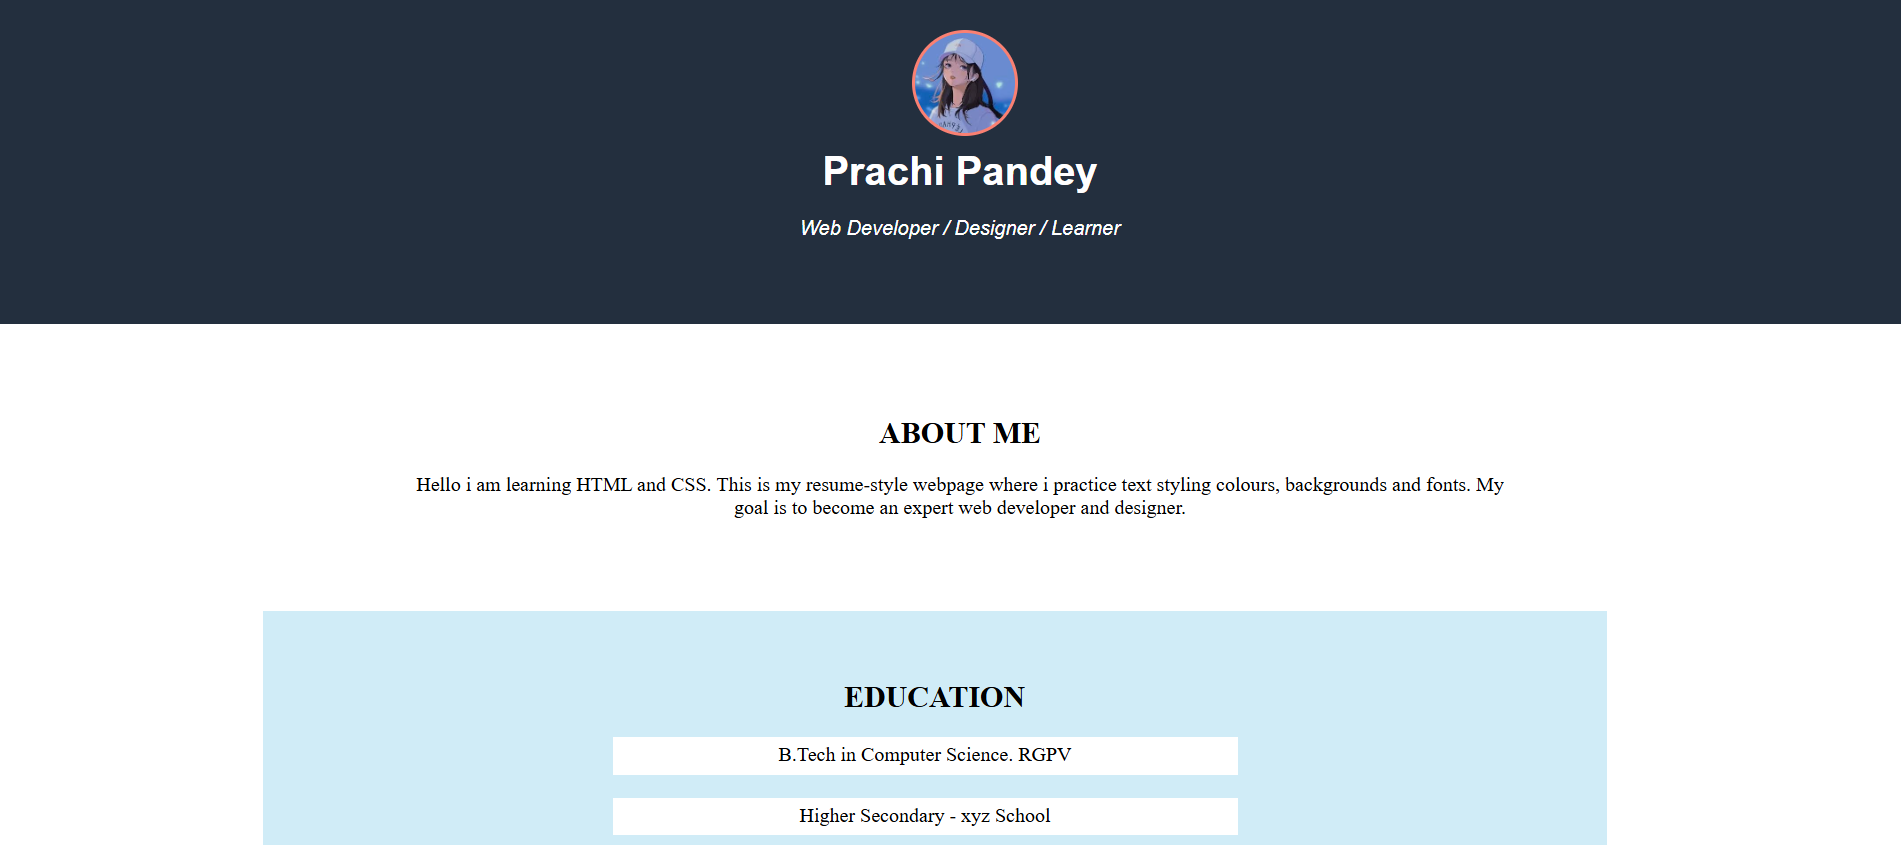 Prachi Pandey
Web Developer / Designer / Learner
ABOUT ME
Hello i am learning HTML and CSS. This is my resume-style webpage where i practice text styling colours, backgrounds and fonts. My
goal is to become an expert web developer and designer.
EDUCATION
B.Tech in Computer Science. RGPV
Higher Secondary - xyz School